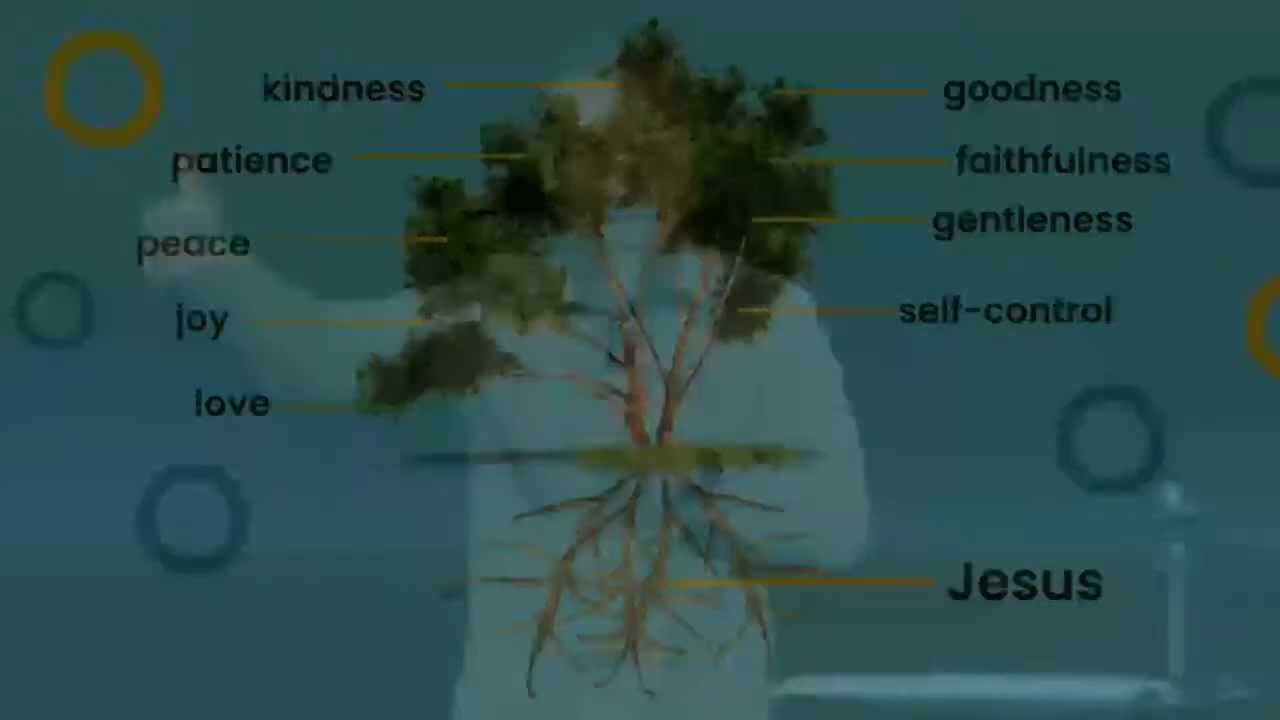 kindness
goodness
patience
faithfulness
peace
gentleness
joy
self-control
love
Jesus